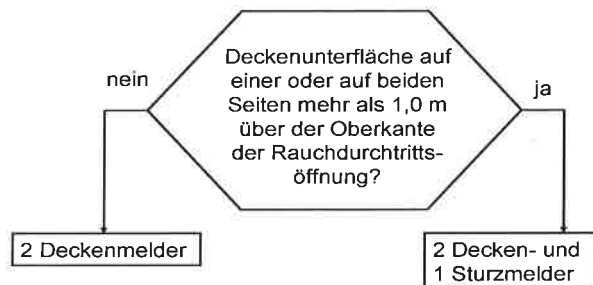 Deckenunterfläche auf
einer oder auf beiden
Seiten mehr als 1,0 m
über der Oberkante
der Rauchdurchtritts-
öffnung?
nein
ja
2 Deckenmelder
2 Decken- und
1 Sturzmelder